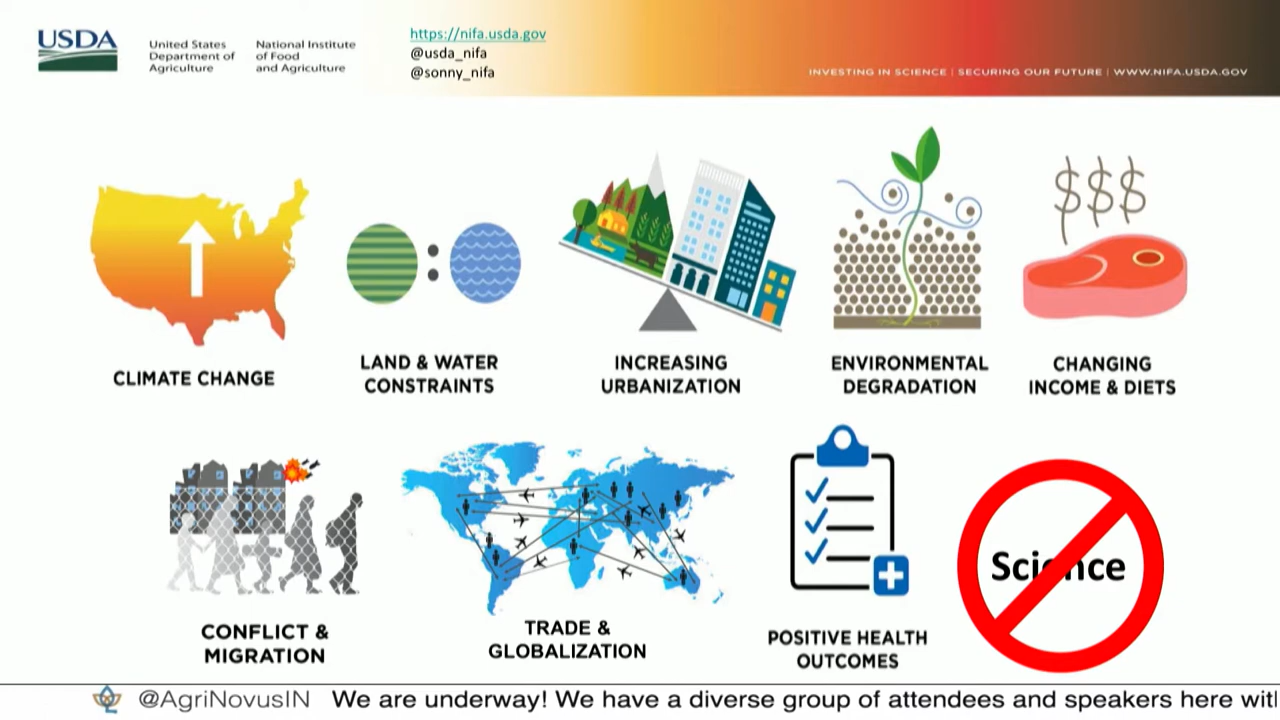 USDA
United States
Department of
Agriculture
National Institute
of Food
and Agriculture
https://nifa.usda.gov
@usda_nifa
@sonny_nifa
INVESTING IN SCIENCE | SECURING OUR FUTURE | WWW.NIFA.USDA.GOV
$$$
CLIMATE CHANGE
LAND & WATER
CONSTRAINTS
INCREASING
URBANIZATION
ENVIRONMENTAL
DEGRADATION
CHANGING
INCOME & DIETS
CONFLICT &
MIGRATION
TRADE &
GLOBALIZATION
POSITIVE HEALTH
OUTCOMES
Science
@AgriNovusIN We are underway! We have a diverse group of attendees and speakers here wit